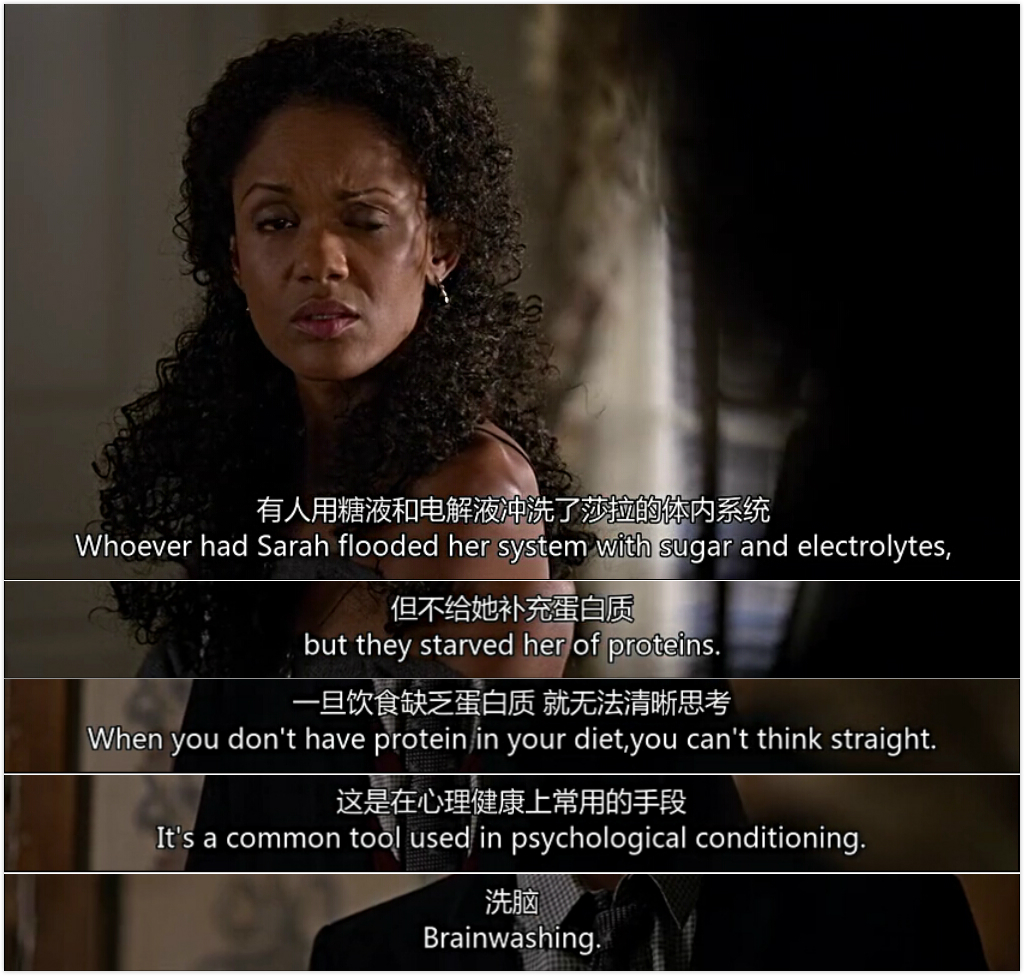 有人用糖液和电解液冲洗了莎拉的体内系统
Whoever had Sarah flooded her system with sugar and electrolytes,
但不给她补充蛋白质
but they starved her of proteins.
一旦饮食缺乏蛋白质 就无法清晰思考
When you don't have protein in your diet,you can't think straight.
这是在心理健康上常用的手段
It's a common tool used in psychological conditioning.
洗脑
Brainwashing.